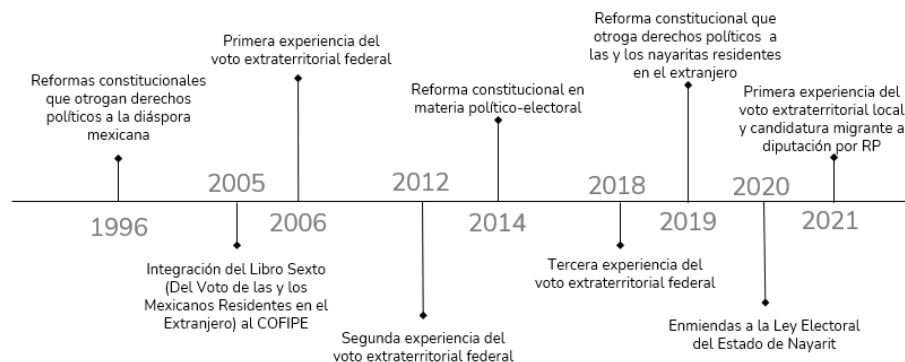 Reformas constitucionales
que otrogan derechos
políticos a la diáspora
mexicana
1996
2005
Integración del Libro Sexto
(Del Voto de las y los
Mexicanos Residentes en el
Extranjero) al COFIPE
Primera experiencia del
voto extraterritorial federal
2006
2012
Segunda experiencia del
voto extraterritorial federal
Reforma constitucional en
materia político-electoral
2014
2018
Tercera experiencia del
voto extraterritorial federal
Reforma constitucional que
otroga derechos políticos a
las y los nayaritas residentes
en el extranjero
2019
2020
Enmiendas a la Ley Electoral
del Estado de Nayarit
Primera experiencia del
voto extraterritorial local
y candidatura migrante a
diputación por RP
2021